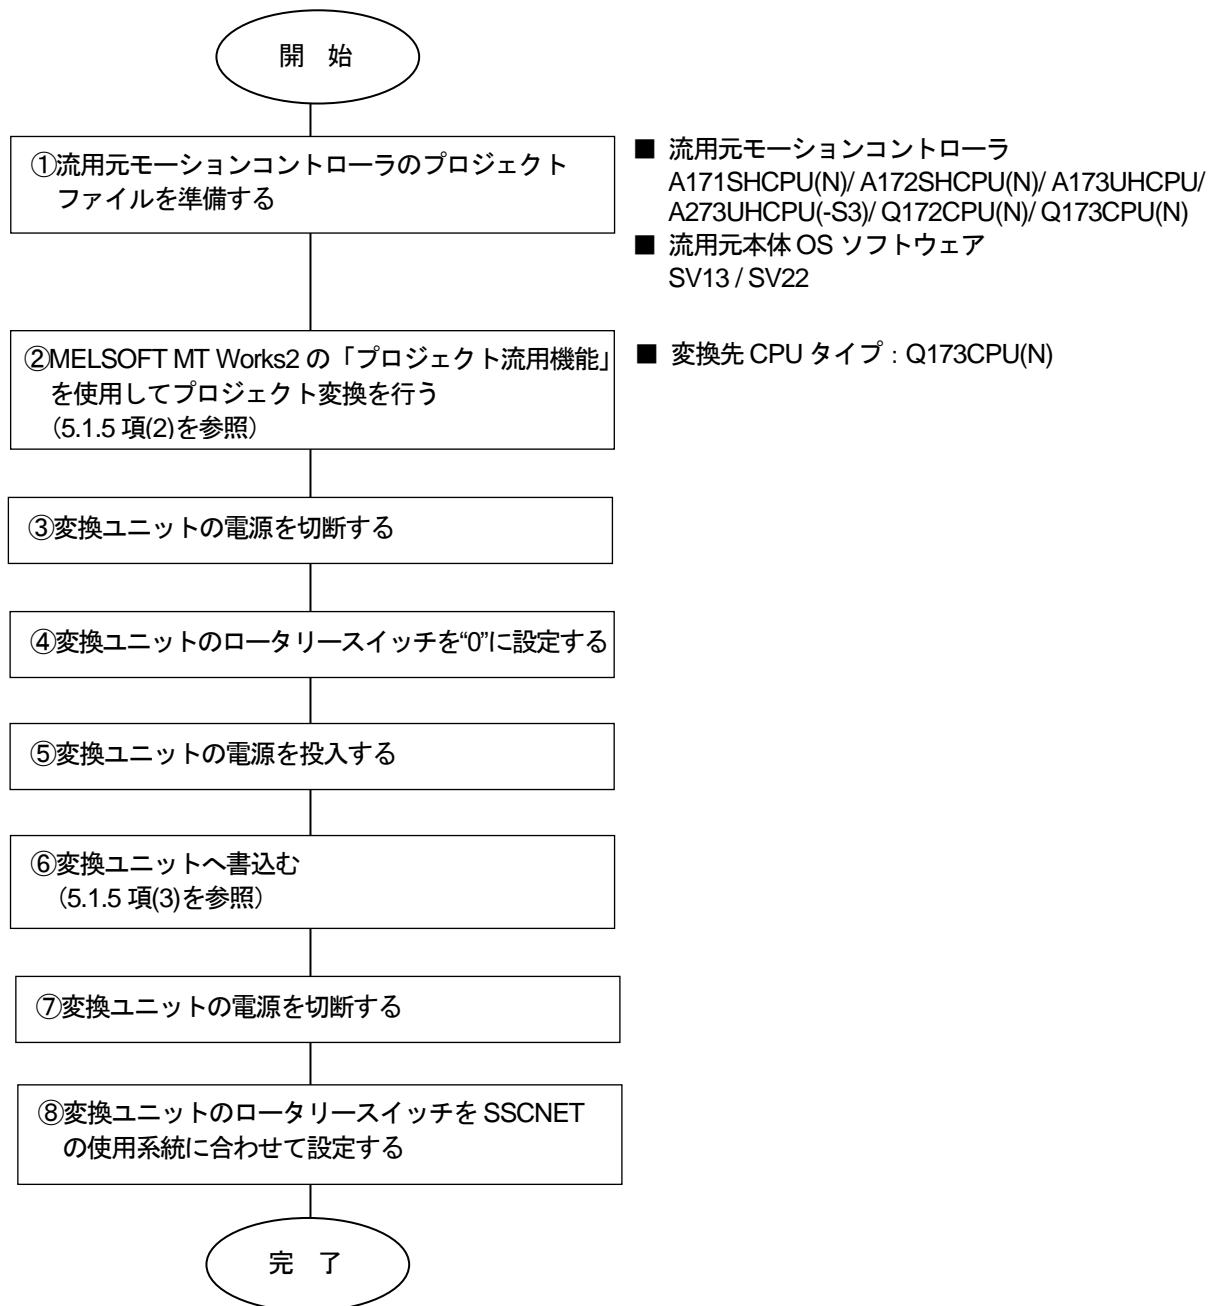 開 始
①流用元モーションコントローラのプロジェクト
ファイルを準備する
■ 流用元モーションコントローラ
A171SHCPU(N)/ A172SHCPU(N)/ A173UHCPU/
A273UHCPU(-S3)/ Q172CPU(N)/ Q173CPU(N)
■ 流用元本体 OS ソフトウェア
SV13 / SV22
②MELSOFT MT Works2 の「プロジェクト流用機能」
を使用してプロジェクト変換を行う
（5.1.5 項(2)を参照）
■ 変換先 CPU タイプ：Q173CPU(N)
③変換ユニットの電源を切断する
④変換ユニットのロータリースイッチを“0”に設定する
⑤変換ユニットの電源を投入する
⑥変換ユニットへ書込む
（5.1.5 項(3)を参照）
⑦変換ユニットの電源を切断する
⑧変換ユニットのロータリースイッチを SSCNET
の使用系統に合わせて設定する
完 了